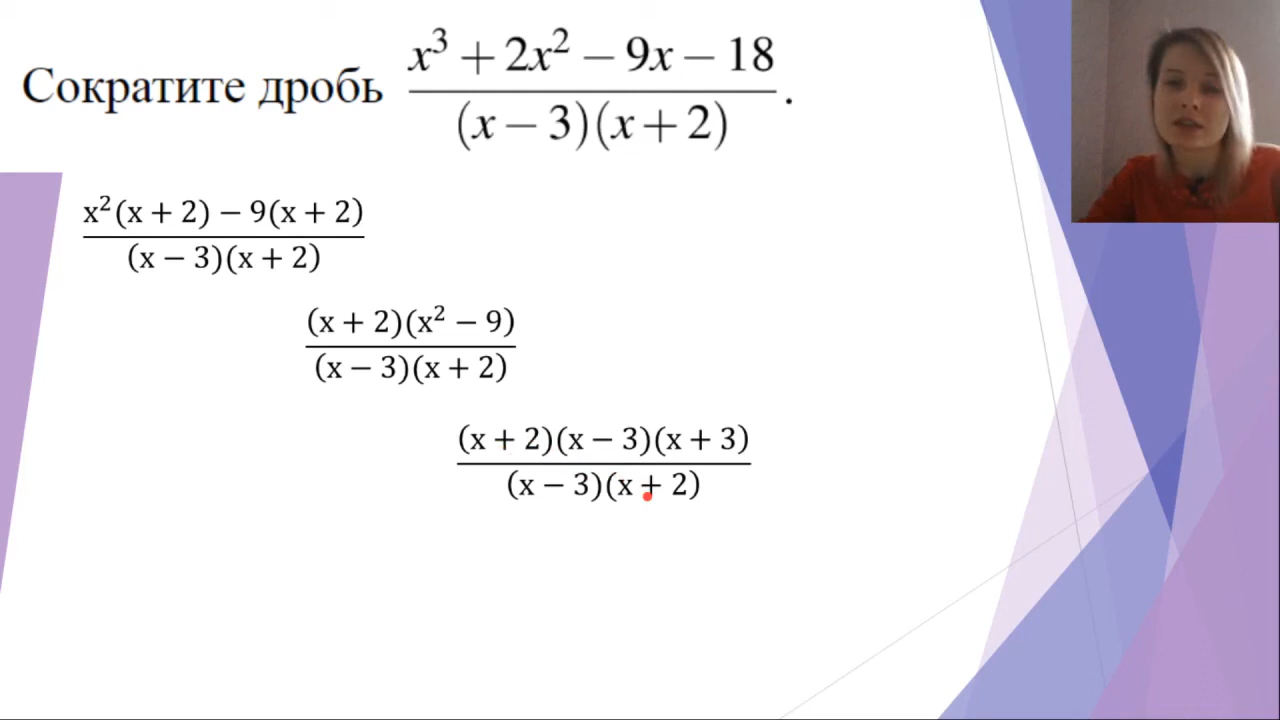 Сократите дробь (x³ + 2x² − 9x − 18) / ((x − 3)(x + 2)).
(x²(x + 2) − 9(x + 2)) / ((x − 3)(x + 2))
((x + 2)(x² − 9)) / ((x − 3)(x + 2))
((x + 2)(x − 3)(x + 3)) / ((x − 3)(x + 2))